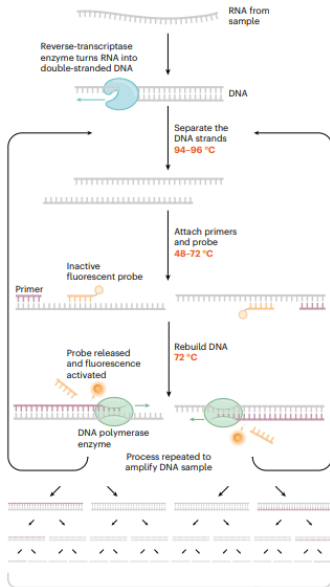 RNA from
sample
Reverse-transcriptase
enzyme turns RNA into
double-stranded DNA
DNA
Separate the
DNA strands
94–96 °C
Attach primers
and probe
48–72 °C
Inactive
fluorescent probe
Primer
Rebuild DNA
72 °C
Probe released
and fluorescence
activated
DNA polymerase
enzyme
Process repeated to
amplify DNA sample